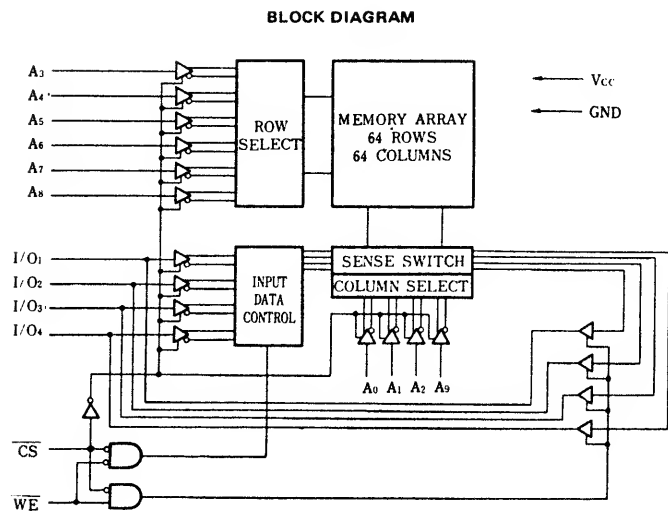 BLOCK DIAGRAM
A3
A4
A5
A6
A7
A8
ROW
SELECT
MEMORY ARRAY
64 ROWS
64 COLUMNS
Vcc
GND
I/O1
I/O2
I/O3
I/O4
INPUT
DATA
CONTROL
SENSE SWITCH
COLUMN SELECT
A0 A1 A2 A9
CS
WE